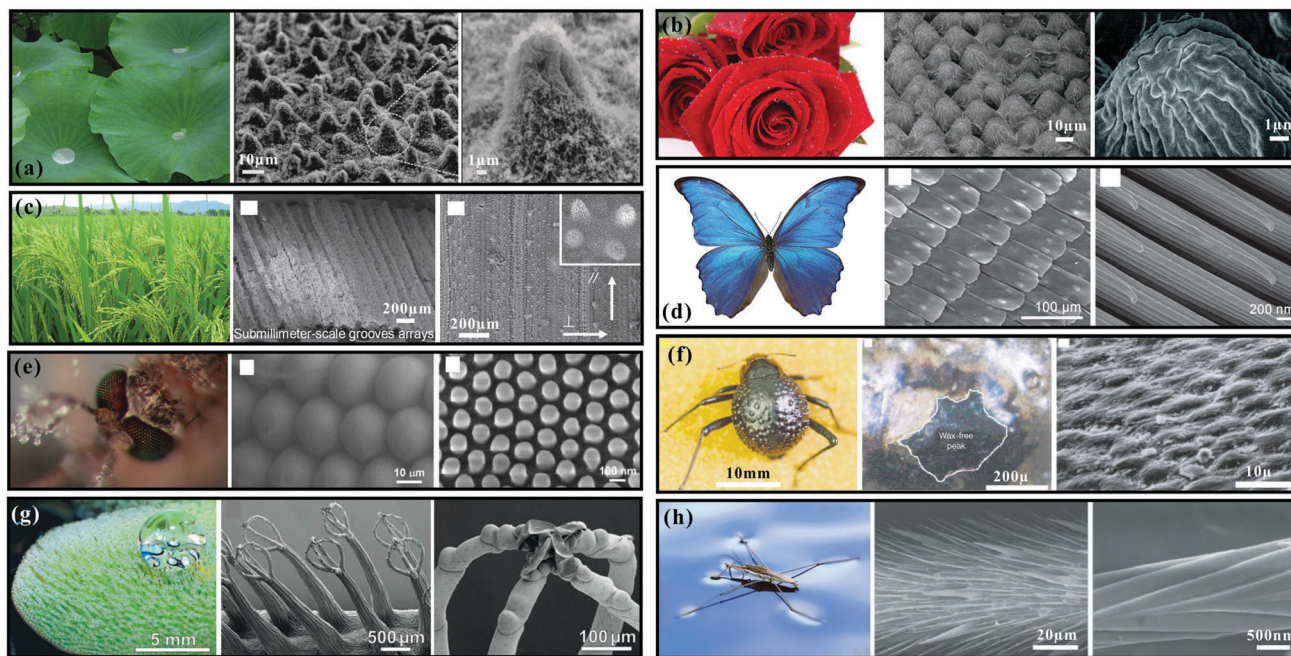 (a)
10μm
1μm
(b)
10μm
1μm
(c)
200μm
Submillimeter-scale grooves arrays
200μm
//
⊥
(d)
100 μm
200 nm
(e)
10 μm
100 nm
(f)
10mm
Wax-free
peak
200μ
10μ
(g)
5 mm
500 μm
100 μm
(h)
20μm
500nm